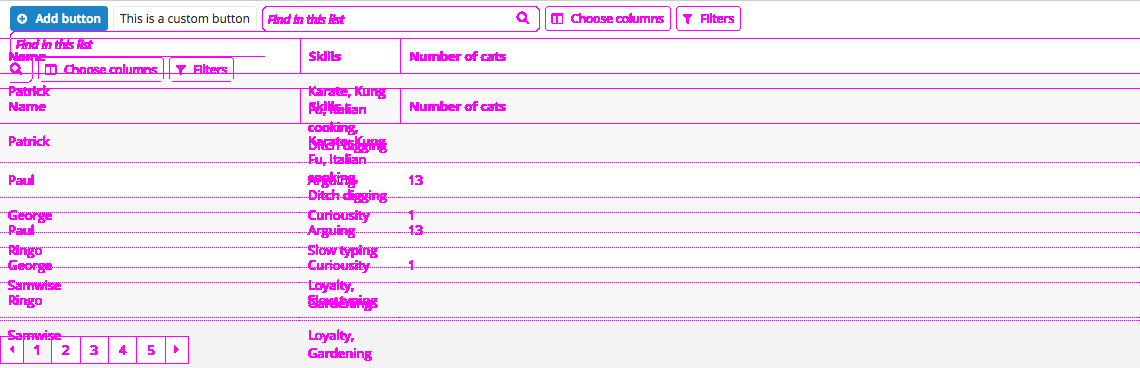 Add button This is a custom button Find in this list Choose columns Filters
Find in this list
Name Skills Number of cats
Choose columns Filters
Patrick Karate, Kung
Name Skills Number of cats
Fu, Italian
cooking,
Ditch digging
Patrick Karate, Kung
Fu, Italian
cooking,
Paul Arguing 13
Ditch digging
George Curiousity 1
Paul Arguing 13
Ringo Slow typing
George Curiousity 1
Samwise Loyalty,
Gardening
Ringo Slow typing
Samwise Loyalty,
1 2 3 4 5
Gardening